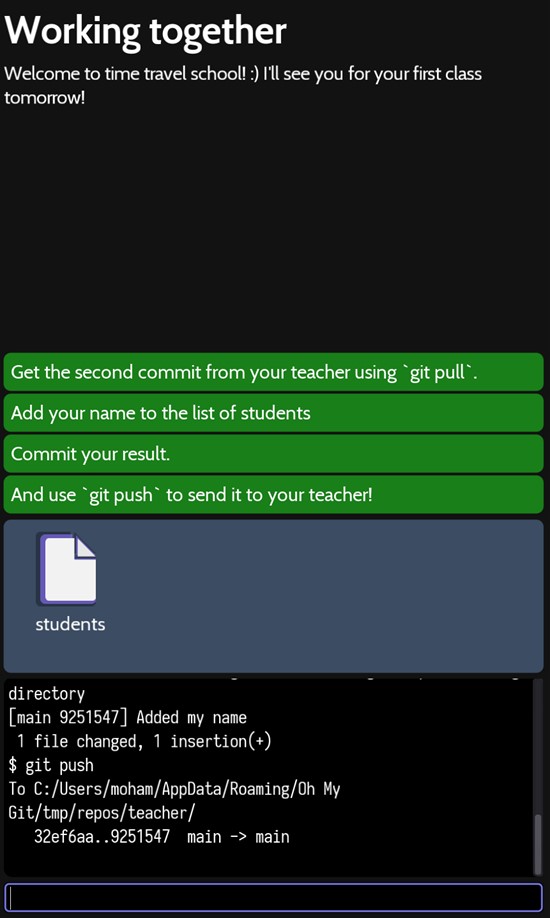 Working together
Welcome to time travel school! :) I'll see you for your first class
tomorrow!
Get the second commit from your teacher using `git pull`.
Add your name to the list of students
Commit your result.
And use `git push` to send it to your teacher!
students
directory
[main 9251547] Added my name
 1 file changed, 1 insertion(+)
$ git push
To C:/Users/moham/AppData/Roaming/Oh My
Git/tmp/repos/teacher/
   32ef6aa..9251547  main -> main